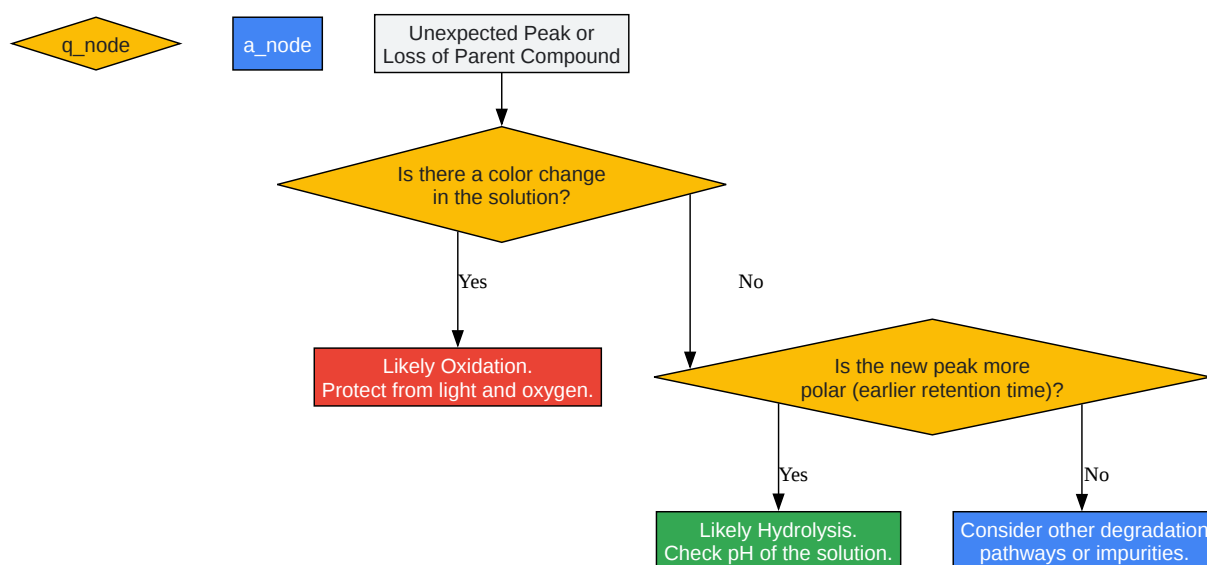 q_node
a_node
Unexpected Peak or
Loss of Parent Compound
Is there a color change
in the solution?
Yes
No
Likely Oxidation.
Protect from light and oxygen.
Is the new peak more
polar (earlier retention time)?
Yes
No
Likely Hydrolysis.
Check pH of the solution.
Consider other degradation
pathways or impurities.